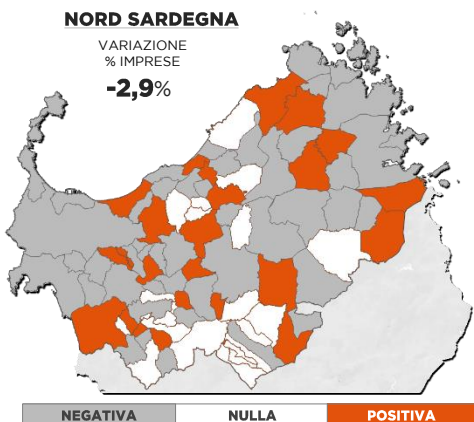 NORD SARDEGNA
VARIAZIONE
% IMPRESE
-2,9%
NEGATIVA NULLA POSITIVA